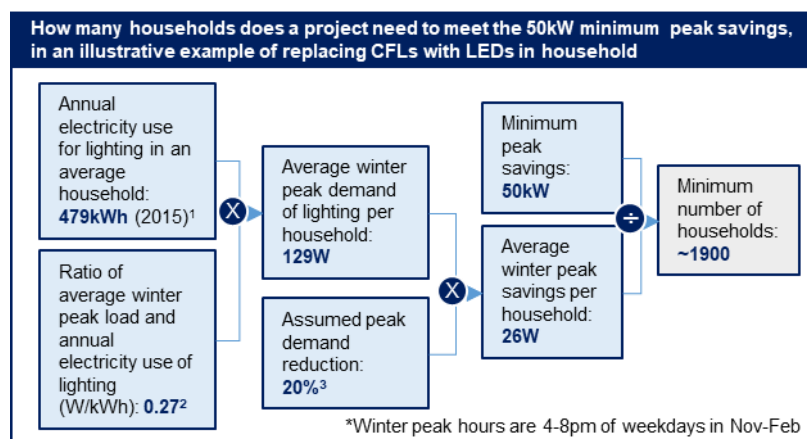 How many households does a project need to meet the 50kW minimum peak savings,
in an illustrative example of replacing CFLs with LEDs in household
Annual
electricity use
for lighting in an
average
household:
479kWh (2015)¹
Ratio of
average winter
peak load and
annual
electricity use of
lighting
(W/kWh): 0.27²
X
Average winter
peak demand
of lighting per
household:
129W
Assumed peak
demand
reduction:
20%³
X
Minimum
peak
savings:
50kW
Average
winter peak
savings per
household:
26W
÷
Minimum
number of
households:
~1900
*Winter peak hours are 4-8pm of weekdays in Nov-Feb